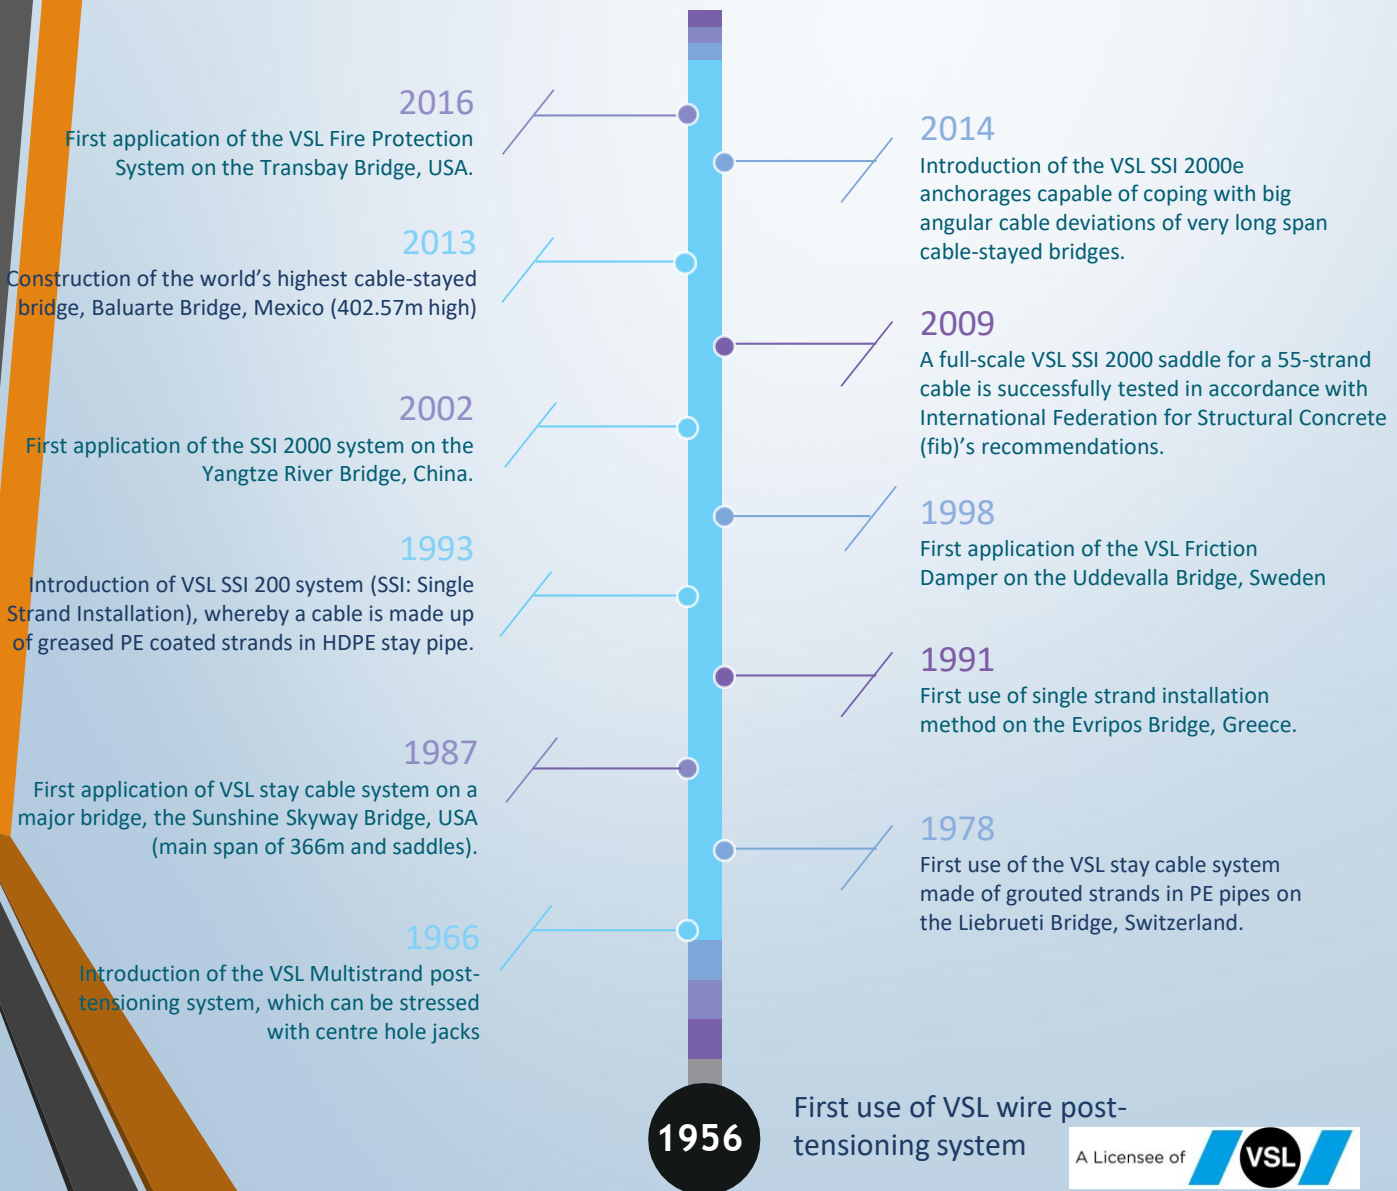 2016
First application of the VSL Fire Protection
System on the Transbay Bridge, USA.
2014
Introduction of the VSL SSI 2000e
anchorages capable of coping with big
angular cable deviations of very long span
cable-stayed bridges.
2013
Construction of the world's highest cable-stayed
bridge, Baluarte Bridge, Mexico (402.57m high)
2009
A full-scale VSL SSI 2000 saddle for a 55-strand
cable is successfully tested in accordance with
International Federation for Structural Concrete
(fib)'s recommendations.
2002
First application of the SSI 2000 system on the
Yangtze River Bridge, China.
1998
First application of the VSL Friction
Damper on the Uddevalla Bridge, Sweden
1993
Introduction of VSL SSI 200 system (SSI: Single
Strand Installation), whereby a cable is made up
of greased PE coated strands in HDPE stay pipe.
1991
First use of single strand installation
method on the Evripos Bridge, Greece.
1987
First application of VSL stay cable system on a
major bridge, the Sunshine Skyway Bridge, USA
(main span of 366m and saddles).
1978
First use of the VSL stay cable system
made of grouted strands in PE pipes on
the Liebrueti Bridge, Switzerland.
1966
Introduction of the VSL Multistrand post-
tensioning system, which can be stressed
with centre hole jacks
1956
First use of VSL wire post-
tensioning system
A Licensee of VSL